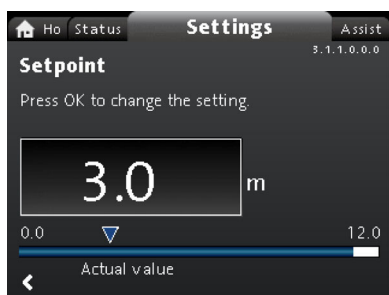 Ho Status Settings Assist
3.1.1.0.0.0
Setpoint
Press OK to change the setting.
3.0 m
0.0 12.0
Actual value